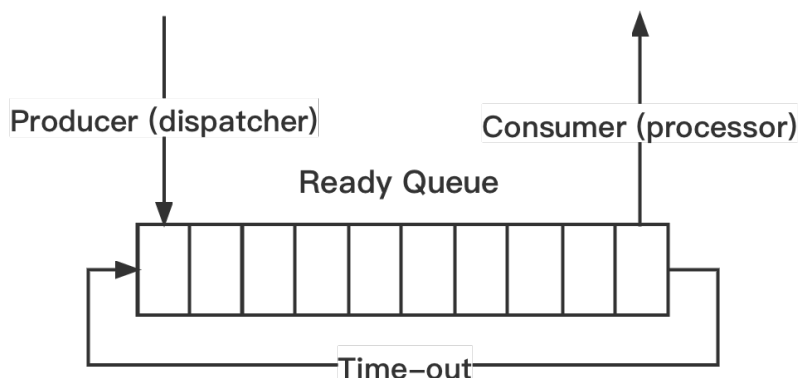 Producer (dispatcher)
Consumer (processor)
Ready Queue
Time-out